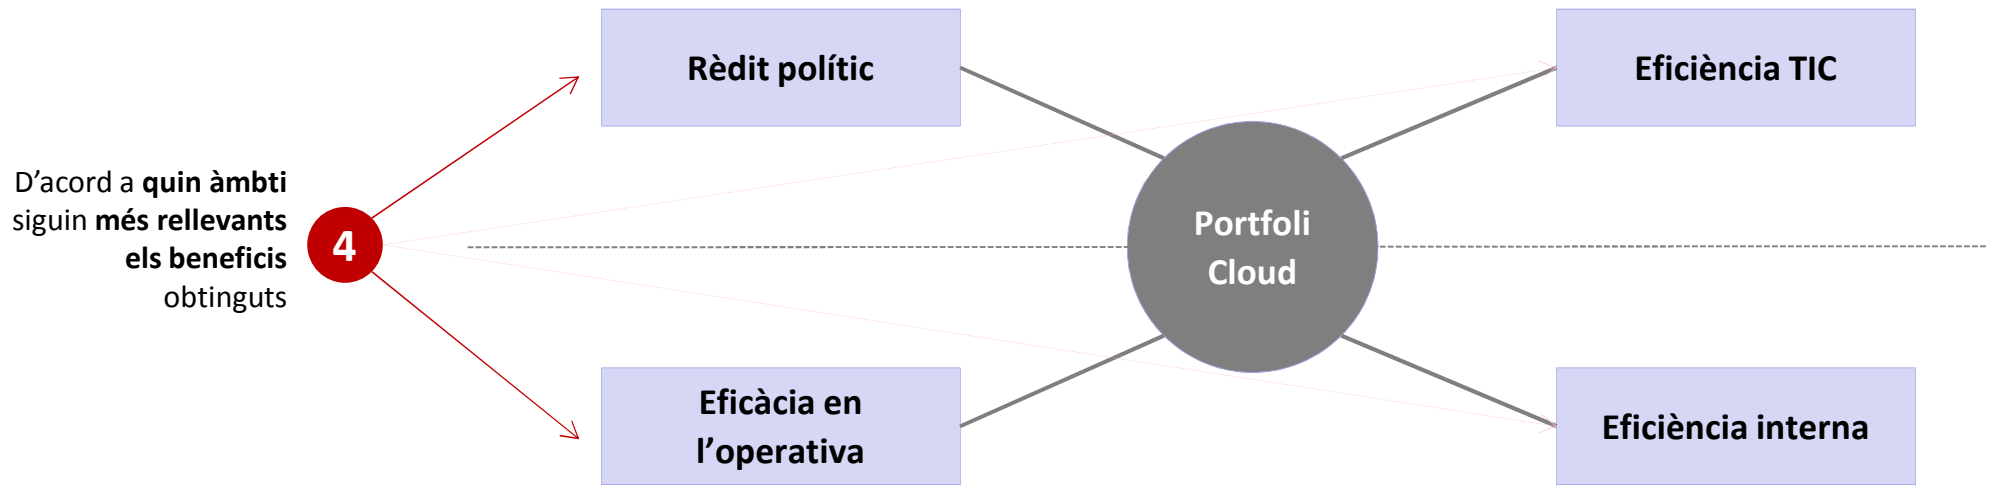 Rèdit polític
Eficiència TIC
D’acord a quin àmbti
siguin més rellevants
els beneficis
obtinguts
4
Portfoli
Cloud
Eficàcia en
l’operativa
Eficiència interna